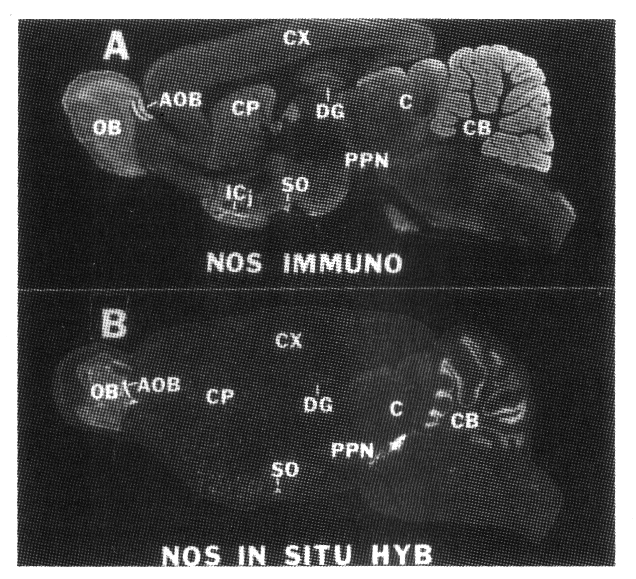 A
CX
AOB
OB
CP
DG
C
CB
PPN
ICj
SO
NOS IMMUNO
B
CX
OB
AOB
CP
DG
C
CB
PPN
SO
NOS IN SITU HYB